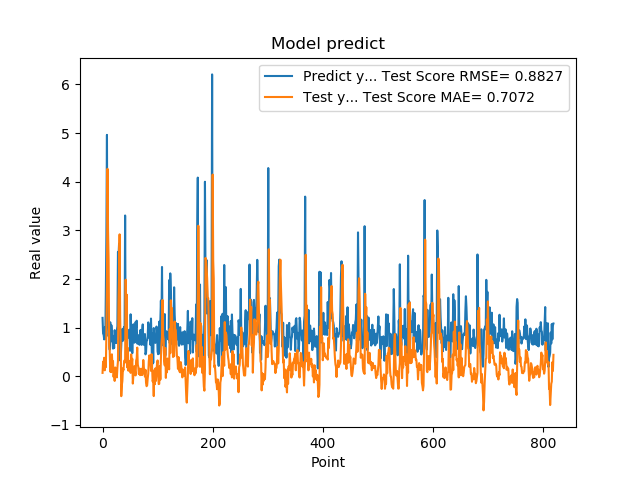 Model predict
Predict y... Test Score RMSE= 0.8827
Test y... Test Score MAE= 0.7072
Real value
6
5
4
3
2
1
0
−1
0 200 400 600 800
Point